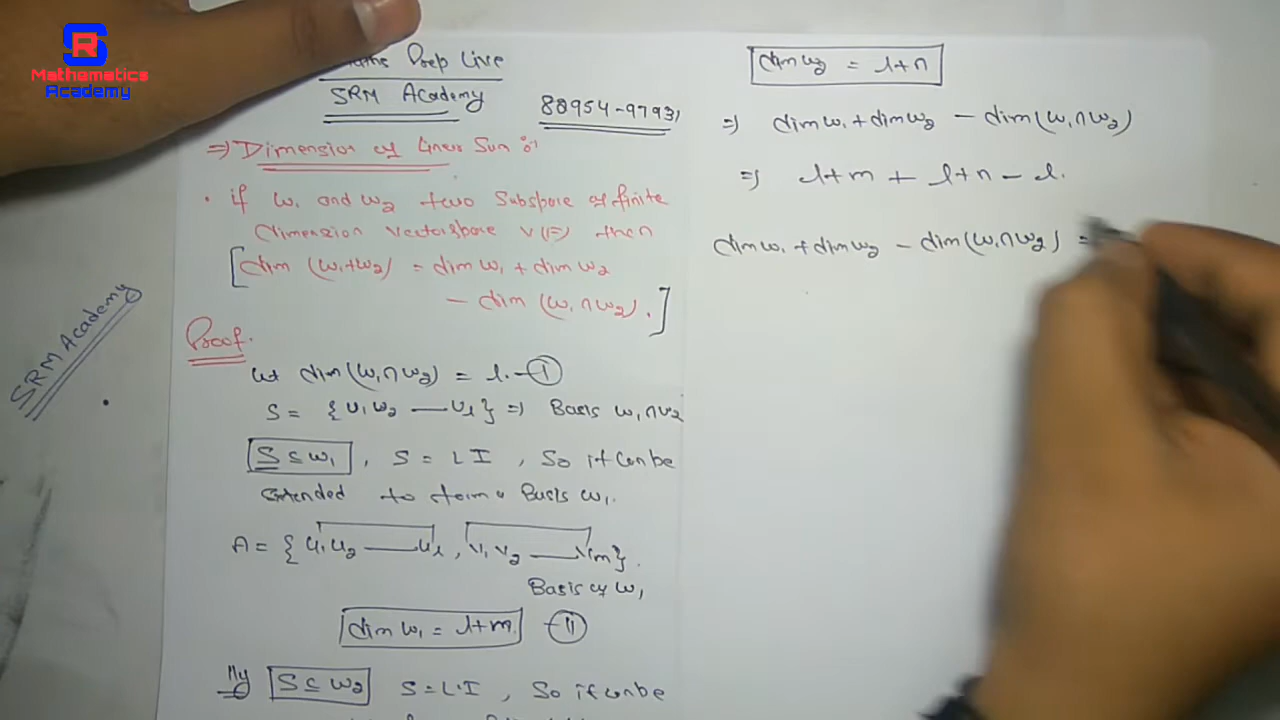 SR
Mathematics
Academy
Prep Live
SRM Academy
88954-97931
⇒ Dimension of Linear Sum :-
• if W₁ and W₂ two Subspace of finite
dimension Vectorspace V(F) then
[dim (W₁+W₂) = dim W₁ + dim W₂
- dim (W₁∩W₂).]
Proof.
let dim(W₁∩W₂) = l. -①
S = {U₁ U₂ — Uₗ} ⇒ Basis W₁∩W₂
S ⊆ W₁, S = LI, So it can be
Extended to form a Basis W₁.
A = {U₁ U₂ — Uₗ, V₁ V₂ — Vm}.
Basis of W₁
dim W₁ = l+m. -②
lly S ⊆ W₂ S = L.I, So it can be
SRM Academy
dim W₂ = l+n
⇒ dim W₁ + dim W₂ - dim(W₁∩W₂)
⇒ l+m + l+n - l.
dim W₁ + dim W₂ - dim(W₁∩W₂) =